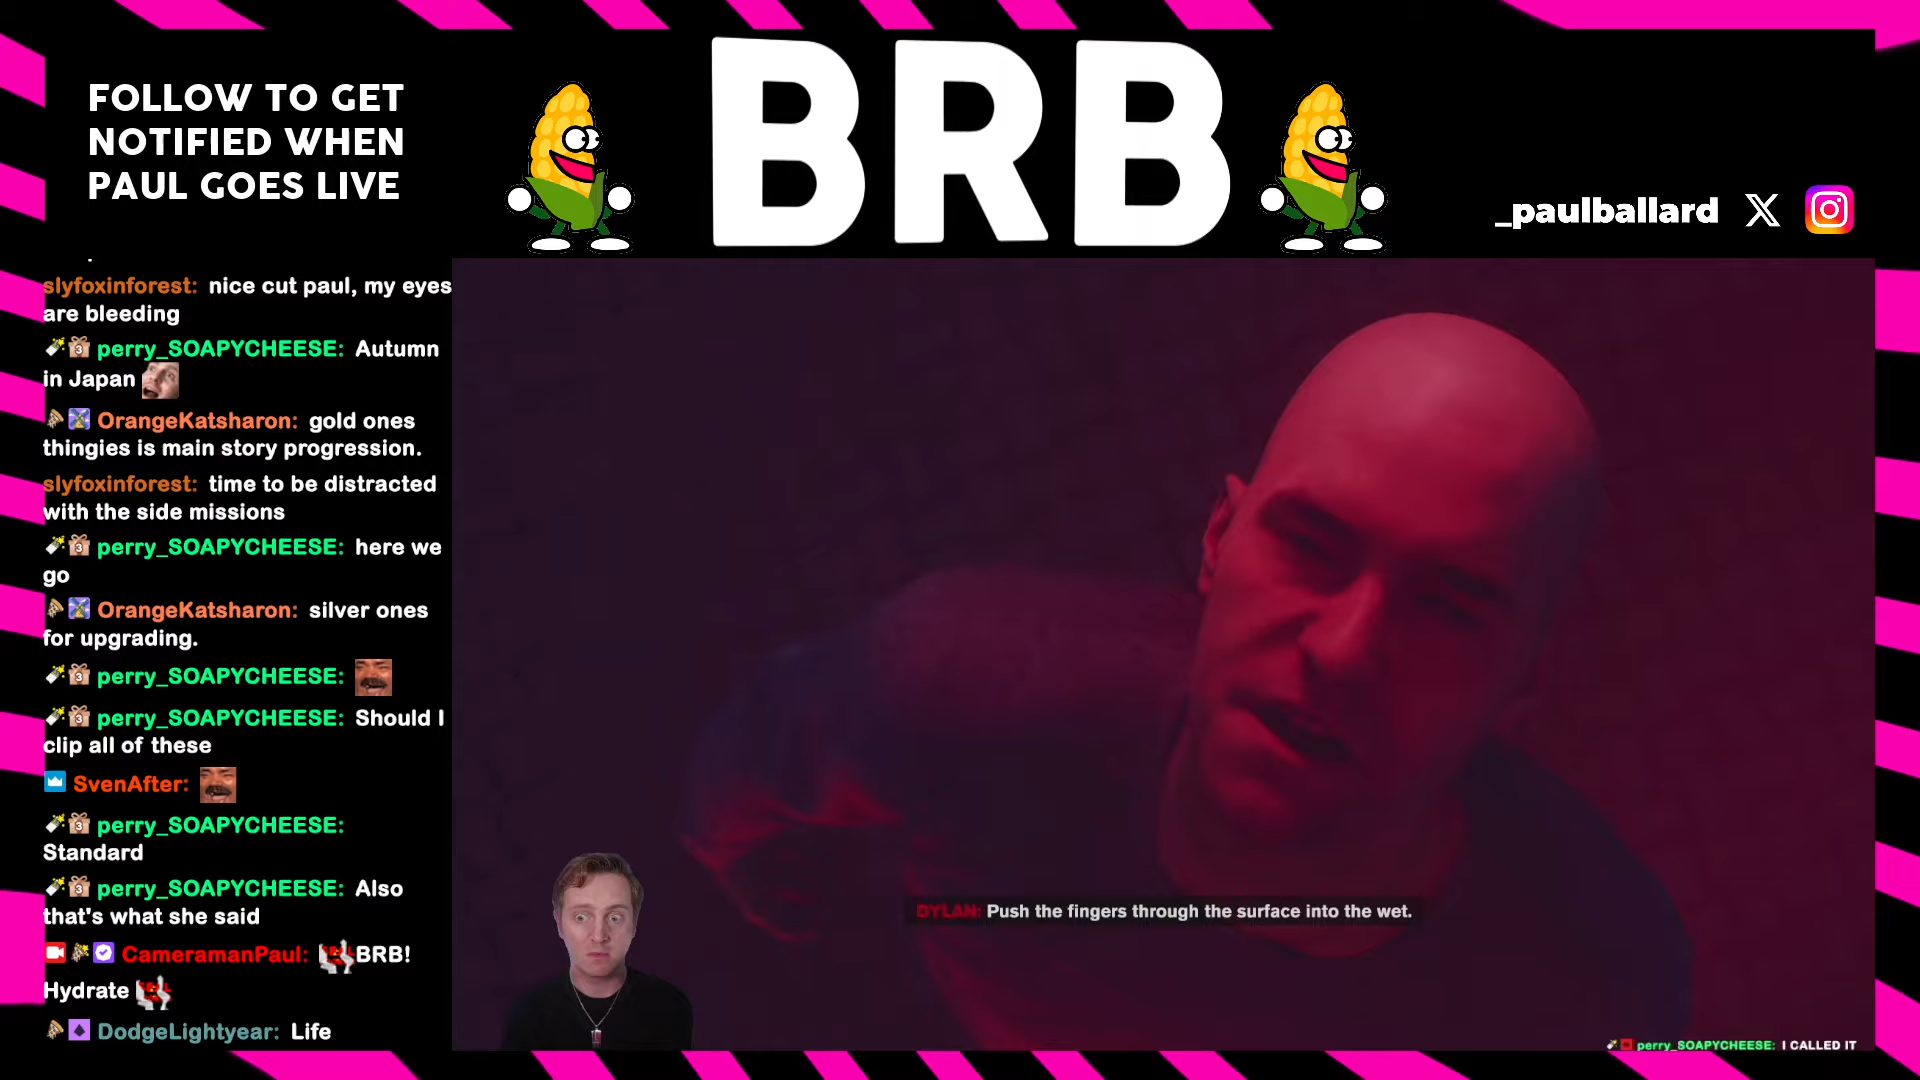 FOLLOW TO GET
NOTIFIED WHEN
PAUL GOES LIVE
BRB
_paulballard
slyfoxinforest: nice cut paul, my eyes
are bleeding
perry_SOAPYCHEESE: Autumn
in Japan
OrangeKatsharon: gold ones
thingies is main story progression.
slyfoxinforest: time to be distracted
with the side missions
perry_SOAPYCHEESE: here we
go
OrangeKatsharon: silver ones
for upgrading.
perry_SOAPYCHEESE:
perry_SOAPYCHEESE: Should I
clip all of these
SvenAfter:
perry_SOAPYCHEESE:
Standard
perry_SOAPYCHEESE: Also
that's what she said
CameramanPaul: BRB!
Hydrate
DodgeLightyear: Life
DYLAN: Push the fingers through the surface into the wet.
perry_SOAPYCHEESE: I CALLED IT